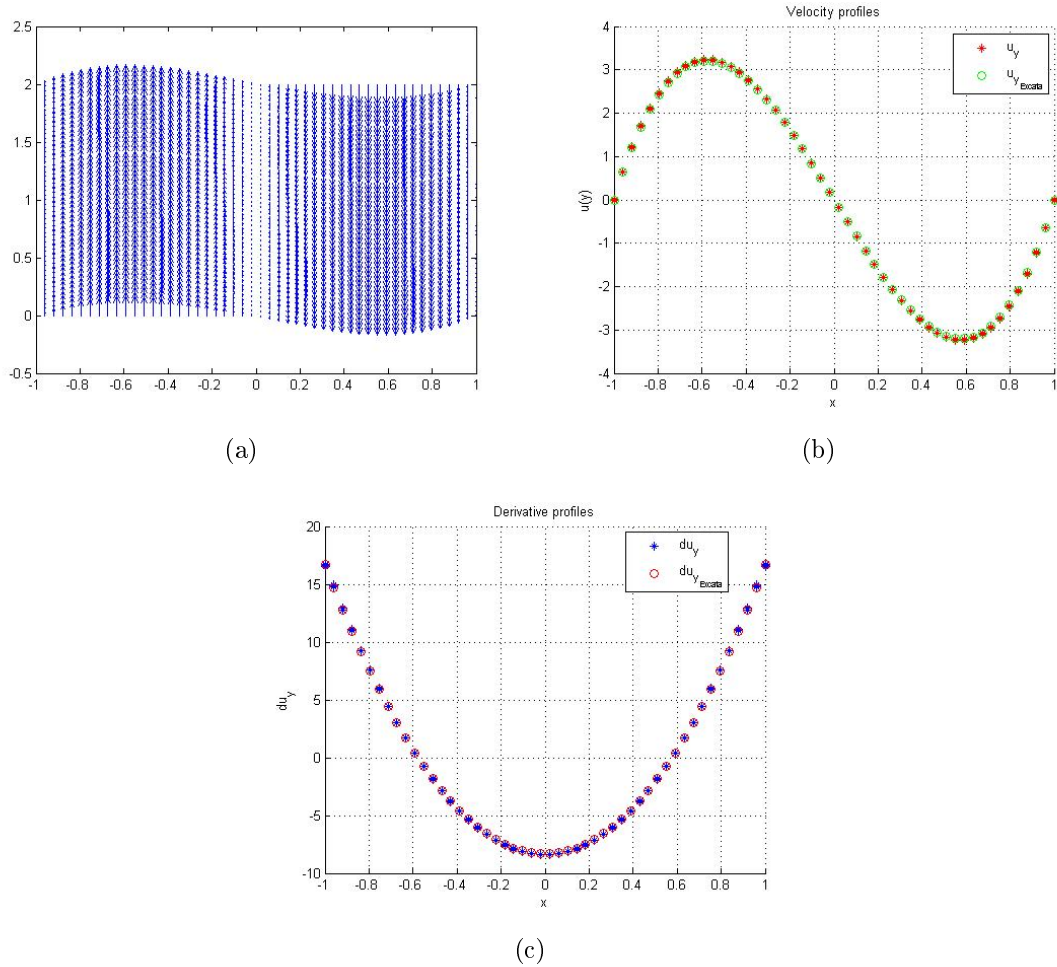 2.5
2
1.5
1
0.5
0
0.5
-1 -0.8 -0.6 -0.4 -0.2 0 0.2 0.4 0.6 0.8 1
(a)
Velocity profiles
4
3
2
1
0
-1
-2
-3
-4
u(y)
u_y
u_y_Excata
-1 -0.8 -0.6 -0.4 -0.2 0 0.2 0.4 0.6 0.8 1
x
(b)
Derivative profiles
20
15
10
5
0
-5
-10
du_y
du_y
du_y_Excata
-1 -0.8 -0.6 -0.4 -0.2 0 0.2 0.4 0.6 0.8 1
x
(c)